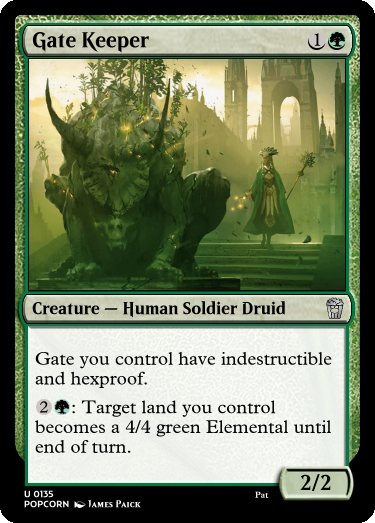 Gate Keeper 1
Creature — Human Soldier Druid
Gate you control have indestructible
and hexproof.
2 : Target land you control
becomes a 4/4 green Elemental until
end of turn.
2/2
U 0135
POPCORN James Paick
Pat